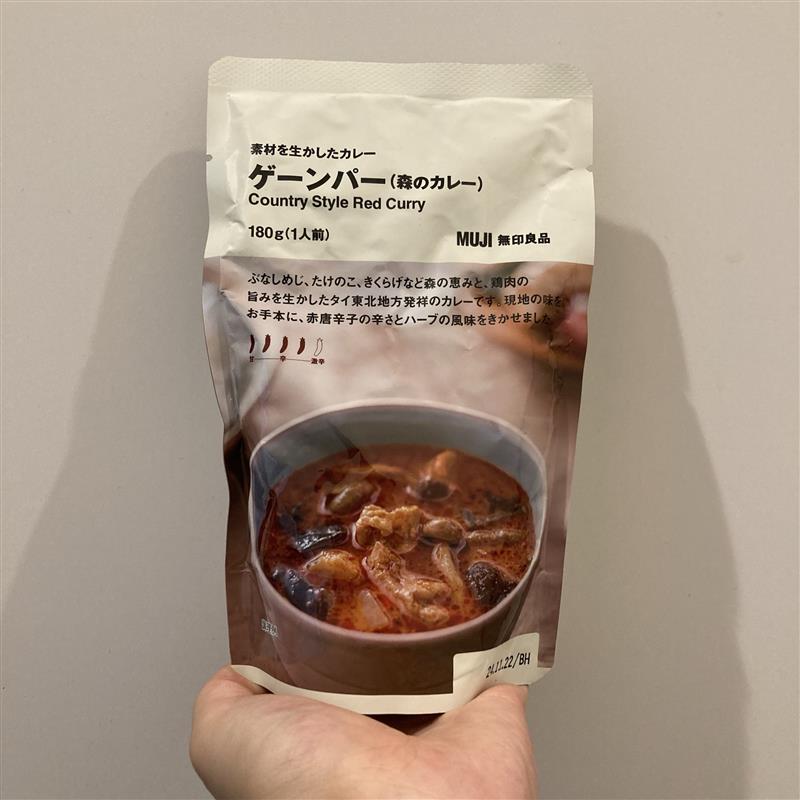 素材を生かしたカレー
ゲーンパー(森のカレー)
Country Style Red Curry
180g(1人前)
MUJI 無印良品
ぶなしめじ、たけのこ、きくらげなど森の恵みと、鶏肉の
旨みを生かしたタイ東北地方発祥のカレーです。現地の味を
お手本に、赤唐辛子の辛さとハーブの風味をきかせました
甘 辛 激辛
24.11.22/BH